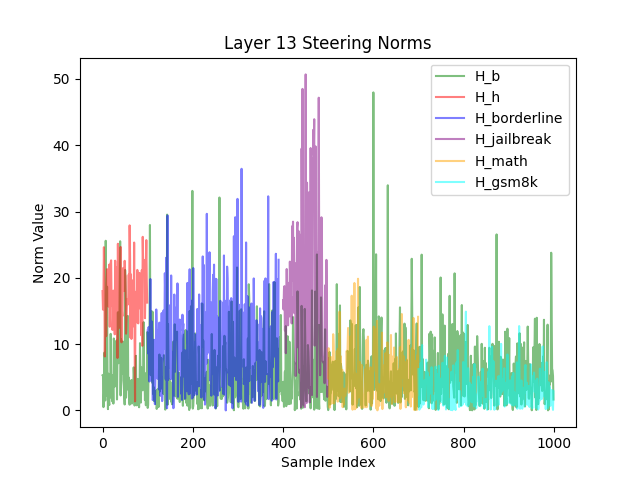 Layer 13 Steering Norms
Norm Value
50
40
30
20
10
0
H_b
H_h
H_borderline
H_jailbreak
H_math
H_gsm8k
0 200 400 600 800 1000
Sample Index